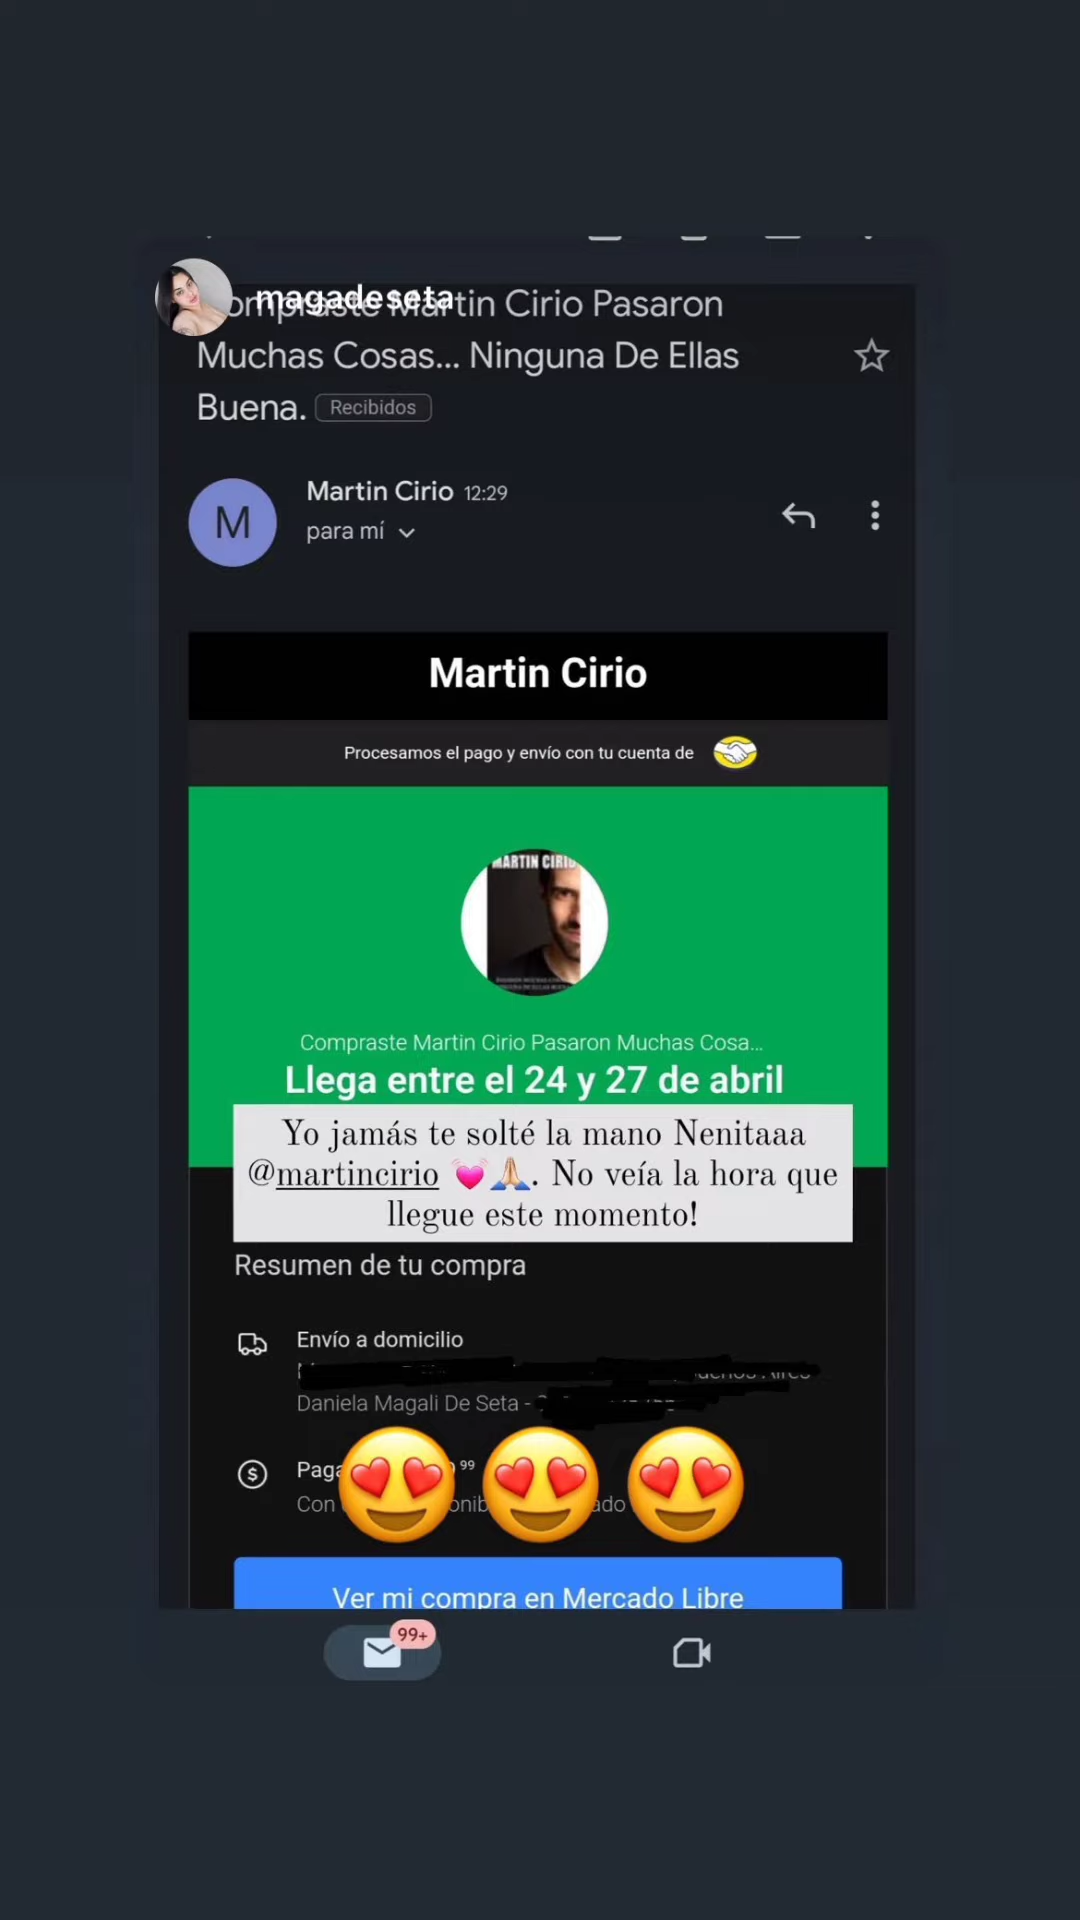 magadeseta
Martin Cirio Pasaron
Muchas Cosas... Ninguna De Ellas
Buena. Recibidos
M
Martin Cirio 12:29
para mí
Martin Cirio
Procesamos el pago y envío con tu cuenta de
MARTIN CIRIO
Compraste Martin Cirio Pasaron Muchas Cosa...
Llega entre el 24 y 27 de abril
Yo jamás te solté la mano Nenitaaa
@martincirio 💓🙏🏻. No veía la hora que
llegue este momento!
Resumen de tu compra
Envío a domicilio
Daniela Magali De Seta -
99
Con
Ver mi compra en Mercado Libre
99+